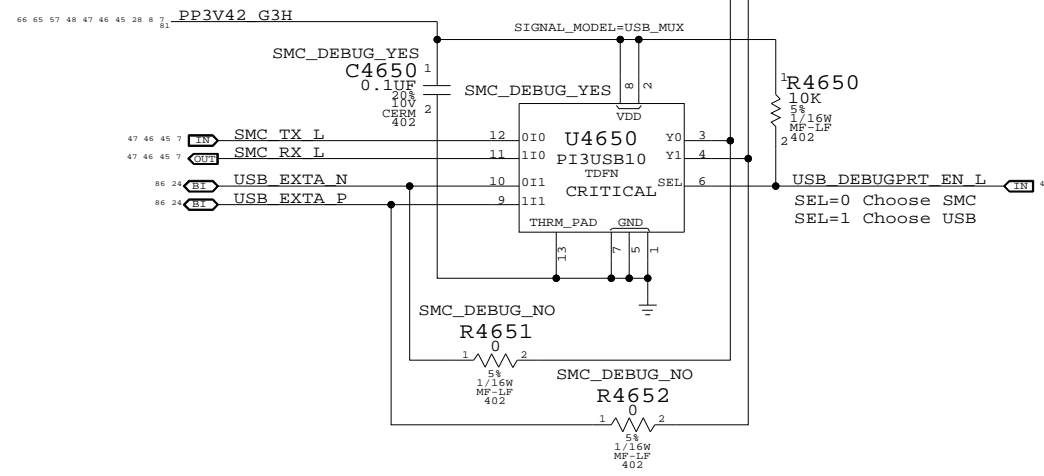 66 65 57 48 47 46 45 28 8 7
81
PP3V42_G3H
SIGNAL_MODEL=USB_MUX
SMC_DEBUG_YES
C4650
0.1UF
20%
10V
CERM
402
1
2
SMC_DEBUG_YES
8
2
VDD
1
R4650
10K
5%
1/16W
MF-LF
402
2
47 46 45 7 IN SMC_TX_L 12 0I0
47 46 45 7 OUT SMC_RX_L 11 1I0
86 24 BI USB_EXTA_N 10 0I1
86 24 BI USB_EXTA_P 9 1I1
U4650
PI3USB10
TDFN
CRITICAL
Y0 3
Y1 4
SEL 6
USB_DEBUGPRT_EN_L IN 4
SEL=0 Choose SMC
SEL=1 Choose USB
THRM_PAD GND
13 7 5 1
SMC_DEBUG_NO
R4651
0
1 2
5%
1/16W
MF-LF
402
SMC_DEBUG_NO
R4652
0
1 2
5%
1/16W
MF-LF
402